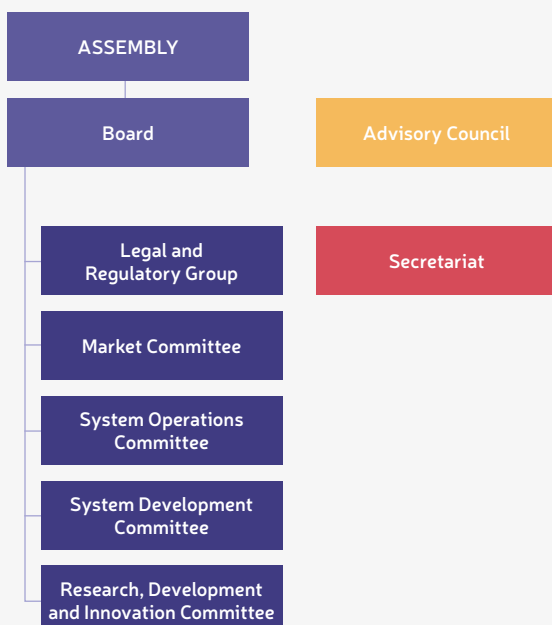 ASSEMBLY
Board
Advisory Council
Legal and
Regulatory Group
Secretariat
Market Committee
System Operations
Committee
System Development
Committee
Research, Development
and Innovation Committee